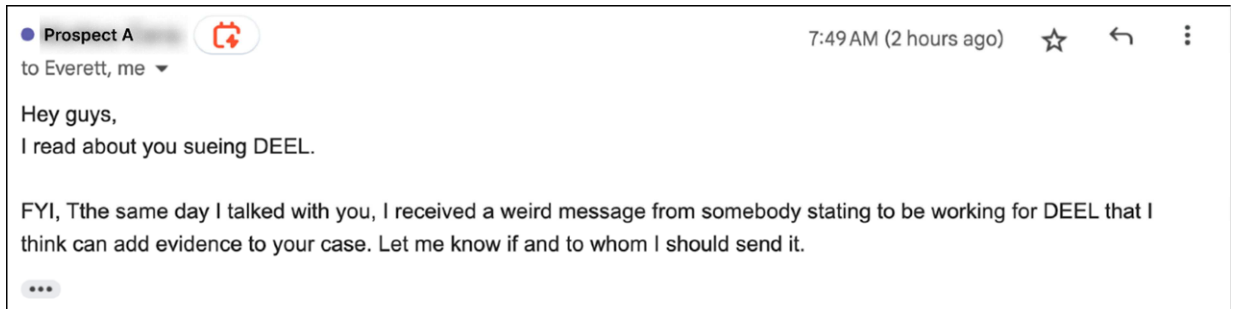 Prospect A
7:49 AM (2 hours ago)
to Everett, me
Hey guys,
I read about you sueing DEEL.
FYI, Tthe same day I talked with you, I received a weird message from somebody stating to be working for DEEL that I
think can add evidence to your case. Let me know if and to whom I should send it.